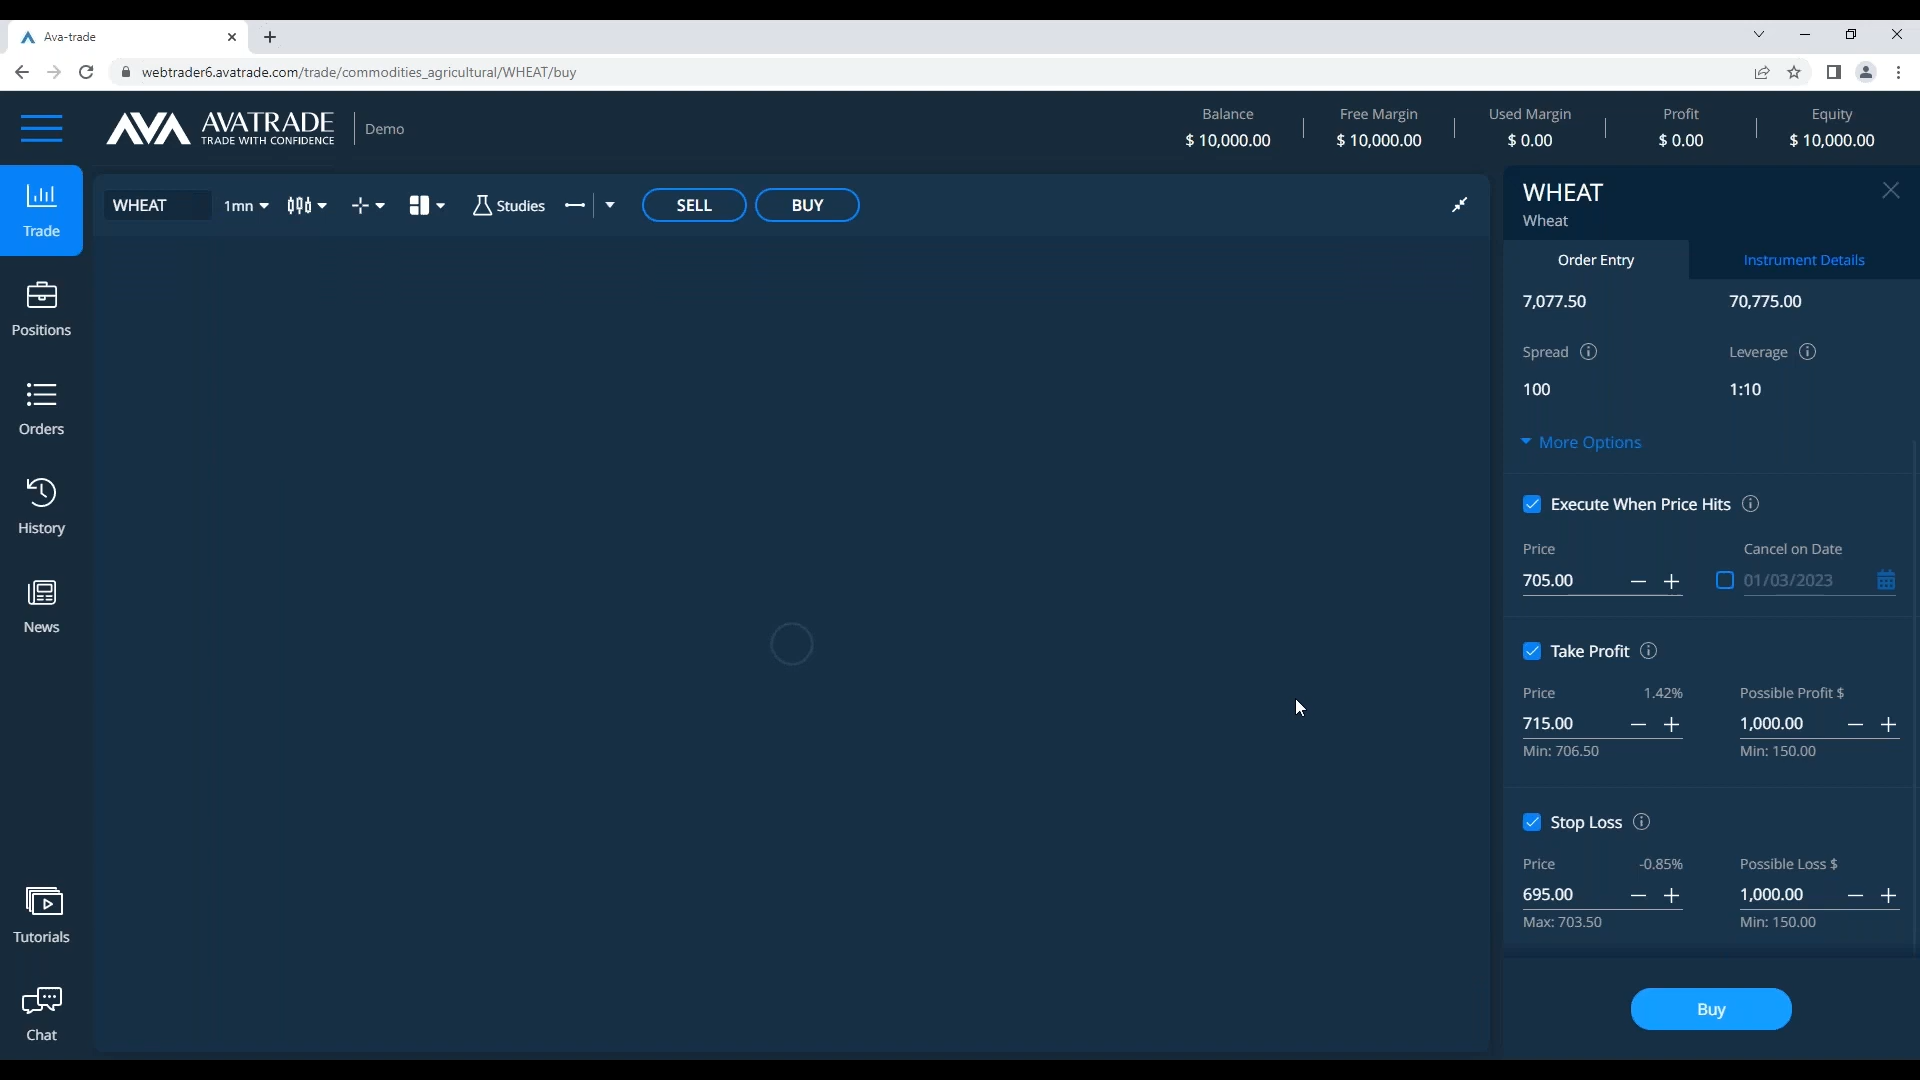 Ava-trade
webtrader6.avatrade.com/trade/commodities_agricultural/WHEAT/buy
AVA AVATRADE
TRADE WITH CONFIDENCE
Demo
Balance
$ 10,000.00
Free Margin
$ 10,000.00
Used Margin
$ 0.00
Profit
$ 0.00
Equity
$ 10,000.00
Trade
Positions
Orders
History
News
Tutorials
Chat
WHEAT 1mn Studies SELL BUY
WHEAT
Wheat
Order Entry Instrument Details
7,077.50 70,775.00
Spread Leverage
100 1:10
More Options
Execute When Price Hits
Price Cancel on Date
705.00 01/03/2023
Take Profit
Price 1.42% Possible Profit $
715.00 1,000.00
Min: 706.50 Min: 150.00
Stop Loss
Price -0.85% Possible Loss $
695.00 1,000.00
Max: 703.50 Min: 150.00
Buy